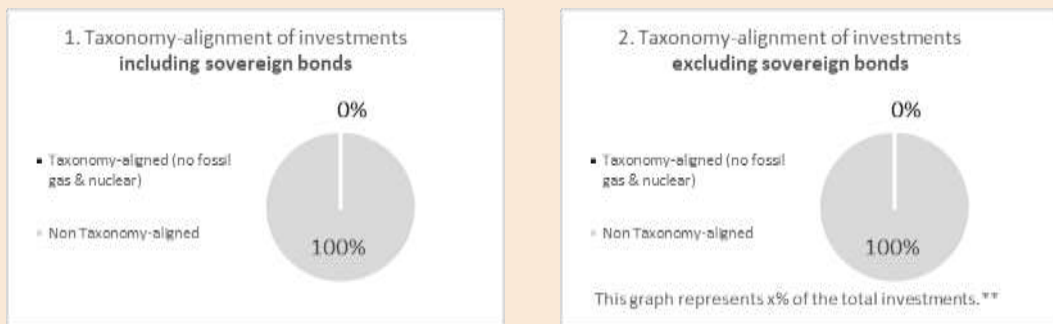 1. Taxonomy-alignment of investments
including sovereign bonds
0%
Taxonomy-aligned (no fossil
gas & nuclear)
Non Taxonomy-aligned
100%
2. Taxonomy-alignment of investments
excluding sovereign bonds
0%
Taxonomy-aligned (no fossil
gas & nuclear)
Non Taxonomy-aligned
100%
This graph represents x% of the total investments.**